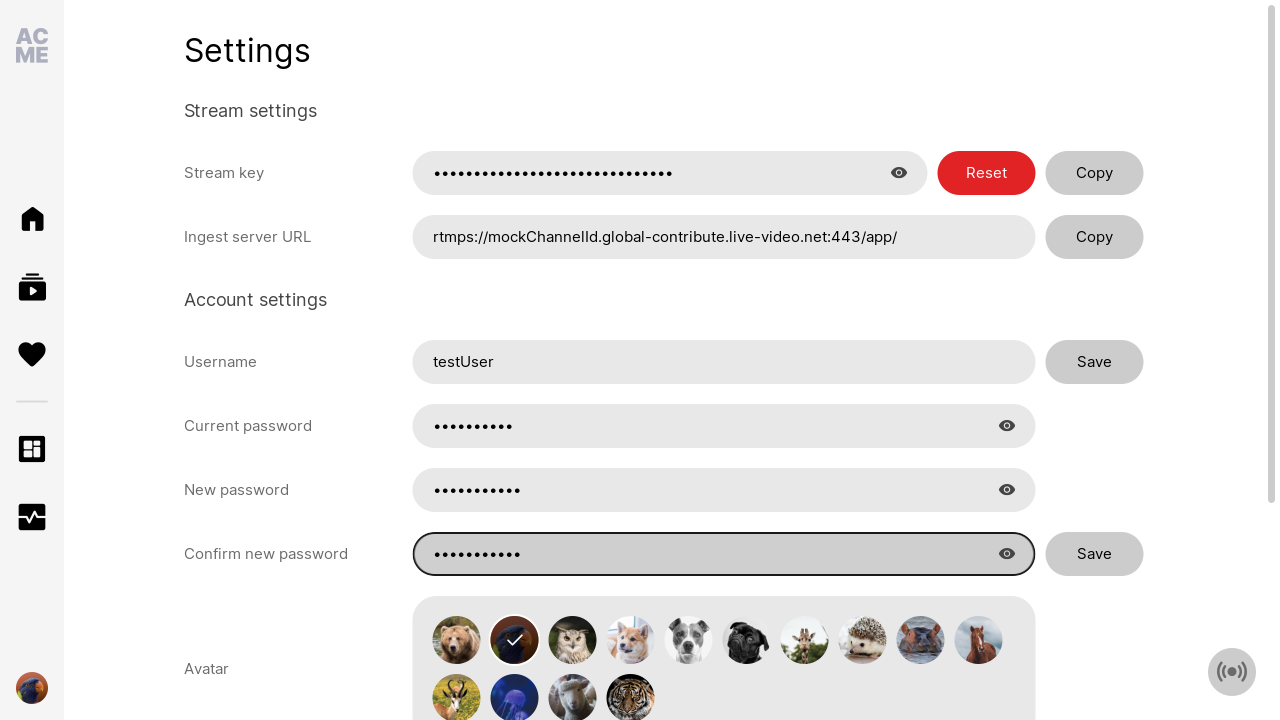 AC
ME
Settings
Stream settings
Stream key
••••••••••••••••••••••••••••••
Reset
Copy
Ingest server URL
rtmps://mockChannelId.global-contribute.live-video.net:443/app/
Copy
Account settings
Username
testUser
Save
Current password
••••••••••
New password
•••••••••••
Confirm new password
•••••••••••
Save
Avatar